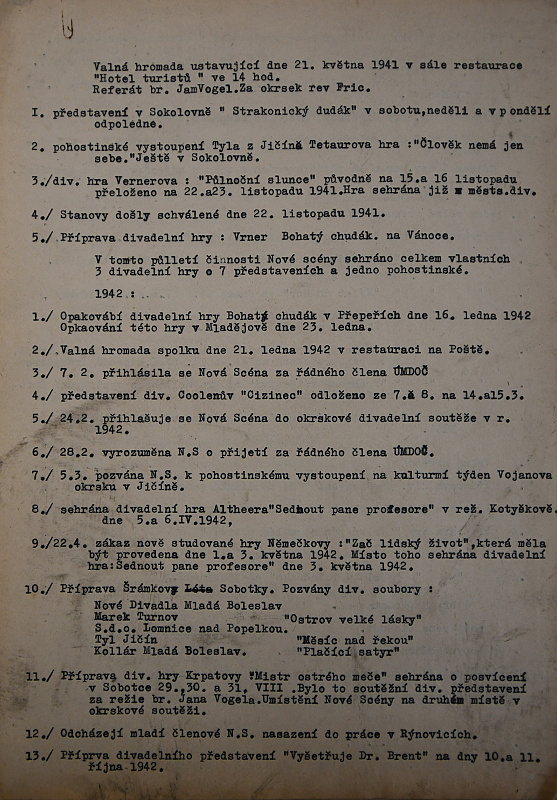 Valná hromada ustavující dne 21. května 1941 v sále restaurace
"Hotel turistů " ve 14 hod.
Referát br. JamVogel.Za okrsek rev Fric.
I. představení v Sokolovně " Strakonický dudák" v sobotu,neděli a v pondělí
odpoledne.
2. pohostinské vystoupení Tyla z Jičíně Tetaurova hra :"Člověk nemá jen
sebe."Ještě v Sokolovně.
3./div. hra Vernerova : "Půlnoční slunce" původně na 15.a 16 listopadu
přeloženo na 22.a23. listopadu 1941.Hra sehrána již měsťs.div.
4./ Stanovy došly schválené dne 22. listopadu 1941.
5./ Příprava divadelní hry : Vrner Bohatý chudák. na Vánoce.
V tomto půlletí činnosti Nové scény sehráno celkem vlastních
3 divadelní hry o 7 představeních a jedno pohostinské.
1942 :
1./ Opakovábí divadelní hry Bohatý chudák v Přepeřích dne 16. ledna 1942
Opkaování této hry v Mladějově dne 23. ledna.
2./.Valná hromada spolku dne 21. ledna 1942 v restauraci na Poště.
3./ 7. 2. přihlásila se Nová Scéna za řádného člena ÚMDOČ
4./ představení div. Coolenův "Cizinec" odloženo ze 7.a 8. na 14.a15.3.
5./ 24.2. přihlašuje se Nová Scéna do okrskové divadelní soutěže v r.
1942.
6./ 28.2. vyrozuměna N.S o přijetí za řádného člena ÚMDOČ.
7./ 5.3. pozvána N.S. k pohostinskému vystoupení na kulturmí týden Vojanova
okrsku v Jičíně.
8./ sehrána divadelní hra Altheera"Sednout pane profesore" v rež. Kotyškově.
dne 5.a 6.IV.1942,
9./22.4. zákaz nově studované hry Němečkovy :"Zač lidský život",která měla
být provedena dne 1.a 3. května 1942. Místo toho sehrána divadelní
hra:Sednout pane profesore" dne 3. května 1942.
10./ Příprava Šrámkovy Léta Sobotky. Pozvány div. soubory :
Nové Divadla Mladá Boleslav
Marek Turnov "Ostrov velké lásky"
S.d.o. Lomnice nad Popelkou.
Tyl Jičín "Měsíc nad řekou"
Kollár Mladá Boleslav. "Plačící satyr"
11./ Příprava div. hry Krpatovy "Mistr ostrého meče" sehrána o posvícení
v Sobotce 29.,30. a 31. VIII .Bylo to soutěžní div. představení
za režie br. Jana Vogela.Umístění Nové Scény na druhém místě v
okrskové soutěži.
12./ Odcházejí mladí členové N.S. nasazení do práce v Rýnovicích.
13./ Příprva divadelního představení "Vyšetřuje Dr. Brent" na dny 10.a 11.
října 1942.